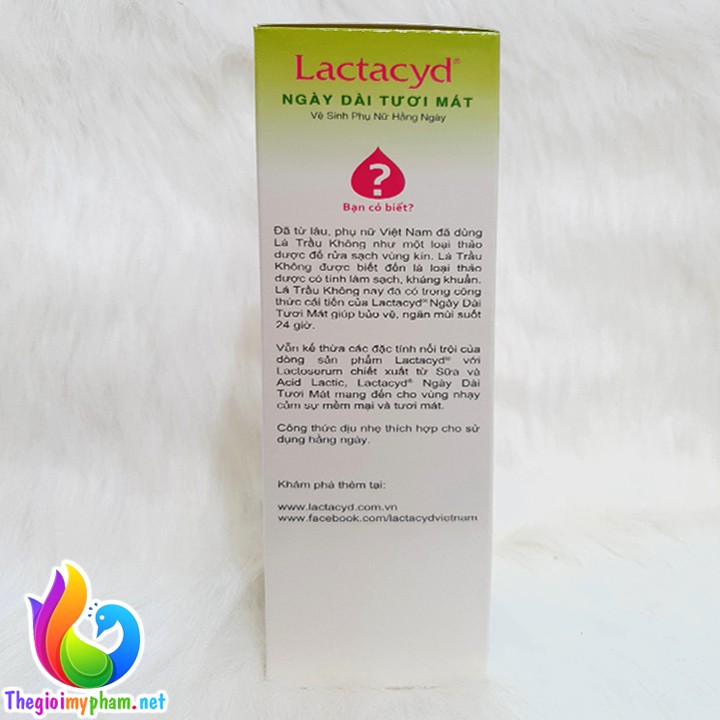 Lactacyd®
NGÀY DÀI TƯƠI MÁT
Vệ Sinh Phụ Nữ Hằng Ngày
?
Bạn có biết?
Đã từ lâu, phụ nữ Việt Nam đã dùng
Lá Trầu Không như một loại thảo
dược để rửa sạch vùng kín. Lá Trầu
Không được biết đến là loại thảo
dược có tính làm sạch, kháng khuẩn.
Lá Trầu Không nay đã có trong công
thức cải tiến của Lactacyd® Ngày Dài
Tươi Mát giúp bảo vệ, ngăn mùi suốt
24 giờ.
Vẫn kế thừa các đặc tính nổi trội của
dòng sản phẩm Lactacyd® với
Lactoserum chiết xuất từ Sữa và
Acid Lactic, Lactacyd® Ngày Dài
Tươi Mát mang đến cho vùng nhạy
cảm sự mềm mại và tươi mát.
Công thức dịu nhẹ thích hợp cho sử
dụng hằng ngày.
Khám phá thêm tại:
www.lactacyd.com.vn
www.facebook.com/lactacydvietnam
Thegioimypham.net